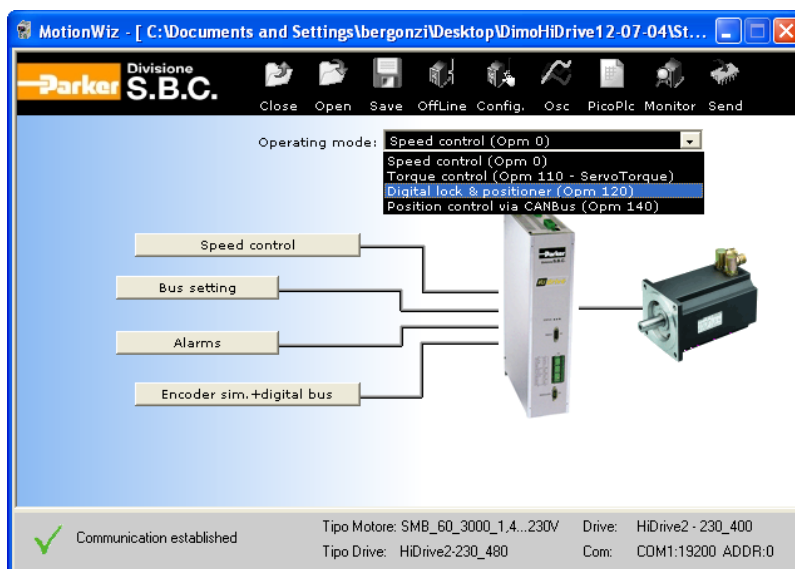 MotionWiz - [ C:\Documents and Settings\bergonzi\Desktop\DimoHiDrive12-07-04\St...
Parker Divisione S.B.C.
Close Open Save OffLine Config. Osc PicoPlc Monitor Send
Operating mode: Speed control (Opm 0)
Speed control (Opm 0)
Torque control (Opm 110 - ServoTorque)
Digital lock & positioner (Opm 120)
Position control via CANBus (Opm 140)
Speed control
Bus setting
Alarms
Encoder sim.+digital bus
Parker
Communication established
Tipo Motore: SMB_60_3000_1,4...230V Drive: HiDrive2 - 230_400
Tipo Drive: HiDrive2-230_480 Com: COM1:19200 ADDR:0